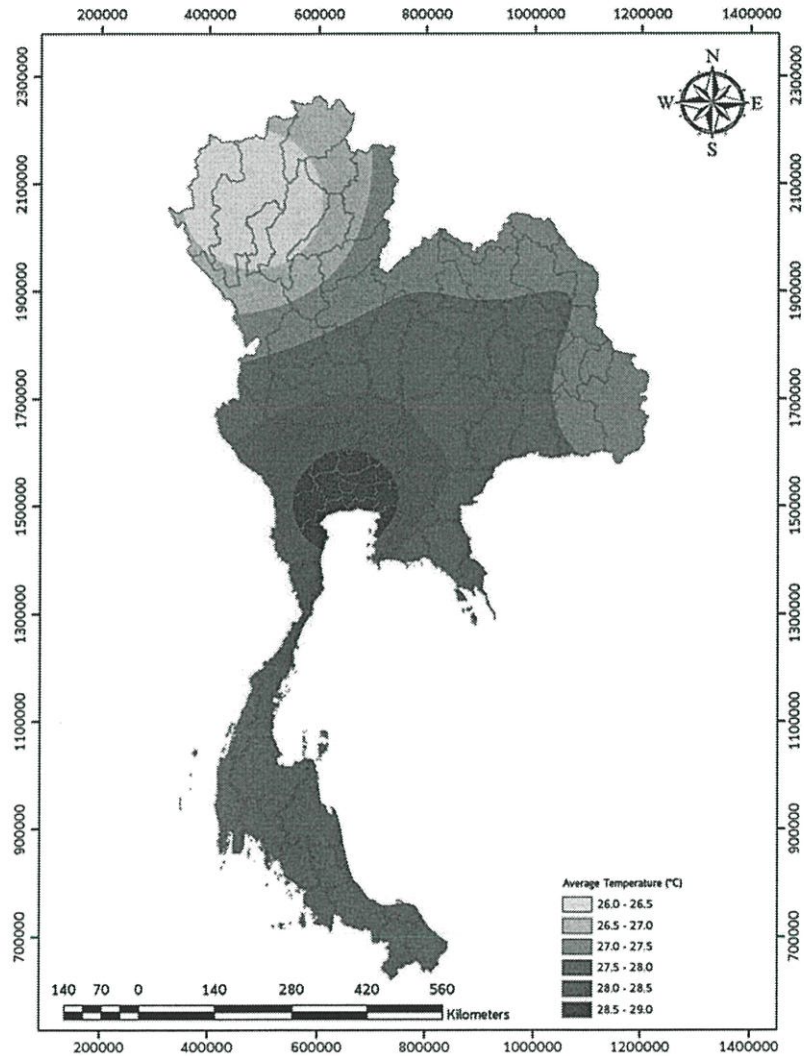 200000 400000 600000 800000 1000000 1200000 1400000
N
W E
S
2300000 2300000
2100000 2100000
1900000 1900000
1700000 1700000
1500000 1500000
1300000 1300000
1100000 1100000
900000 900000
700000 700000
Average Temperature (°C)
26.0 - 26.5
26.5 - 27.0
27.0 - 27.5
27.5 - 28.0
28.0 - 28.5
28.5 - 29.0
140 70 0 140 280 420 560
Kilometers
200000 400000 600000 800000 1000000 1200000 1400000